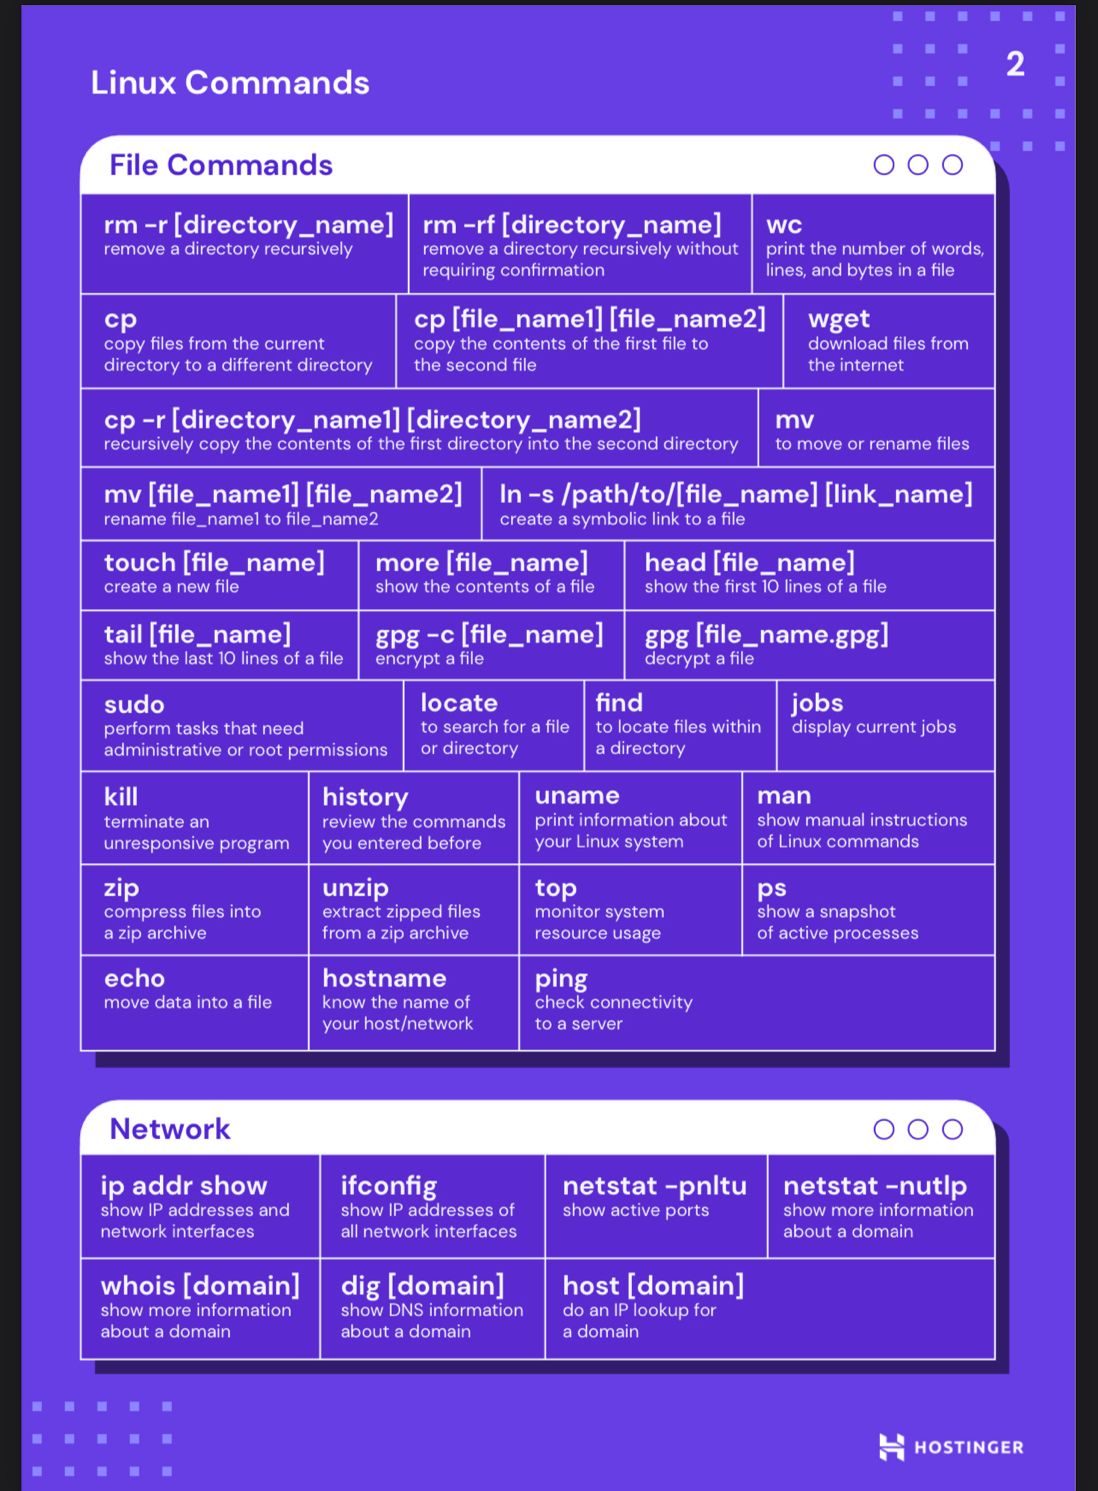 Linux Commands
2
File Commands
rm -r [directory_name]
remove a directory recursively
rm -rf [directory_name]
remove a directory recursively without
requiring confirmation
wc
print the number of words,
lines, and bytes in a file
cp
copy files from the current
directory to a different directory
cp [file_name1] [file_name2]
copy the contents of the first file to
the second file
wget
download files from
the internet
cp -r [directory_name1] [directory_name2]
recursively copy the contents of the first directory into the second directory
mv
to move or rename files
mv [file_name1] [file_name2]
rename file_name1 to file_name2
ln -s /path/to/[file_name] [link_name]
create a symbolic link to a file
touch [file_name]
create a new file
more [file_name]
show the contents of a file
head [file_name]
show the first 10 lines of a file
tail [file_name]
show the last 10 lines of a file
gpg -c [file_name]
encrypt a file
gpg [file_name.gpg]
decrypt a file
sudo
perform tasks that need
administrative or root permissions
locate
to search for a file
or directory
find
to locate files within
a directory
jobs
display current jobs
kill
terminate an
unresponsive program
history
review the commands
you entered before
uname
print information about
your Linux system
man
show manual instructions
of Linux commands
zip
compress files into
a zip archive
unzip
extract zipped files
from a zip archive
top
monitor system
resource usage
ps
show a snapshot
of active processes
echo
move data into a file
hostname
know the name of
your host/network
ping
check connectivity
to a server
Network
ip addr show
show IP addresses and
network interfaces
ifconfig
show IP addresses of
all network interfaces
netstat -pnltu
show active ports
netstat -nutlp
show more information
about a domain
whois [domain]
show more information
about a domain
dig [domain]
show DNS information
about a domain
host [domain]
do an IP lookup for
a domain
HOSTINGER